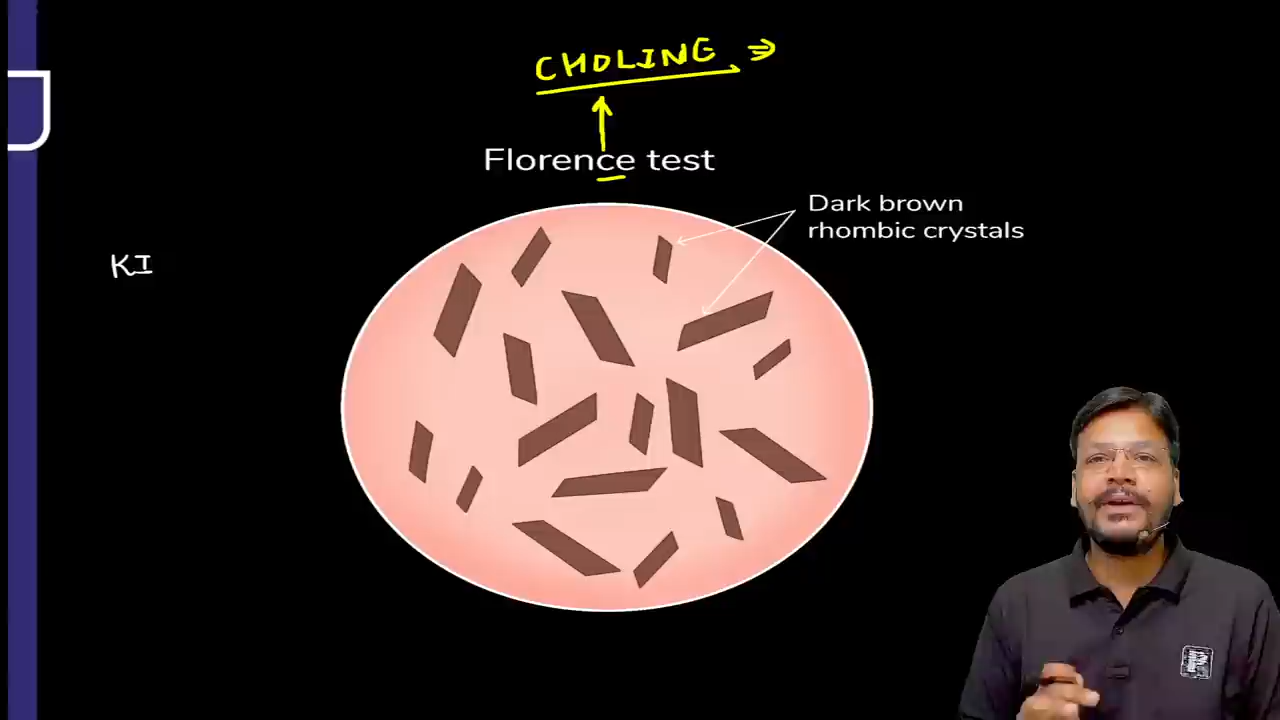 CHOLINE ⇒
Florence test
Dark brown
rhombic crystals
KI